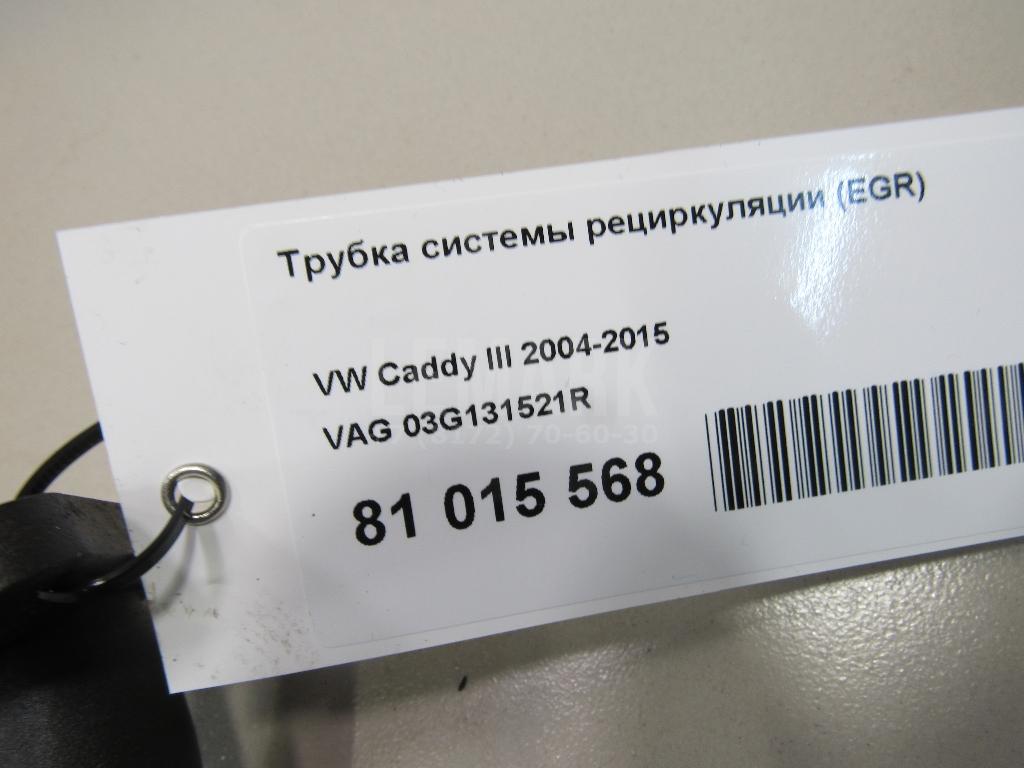 Трубка системы рециркуляции (EGR)
VW Caddy III 2004-2015
VAG 03G131521R
81 015 568